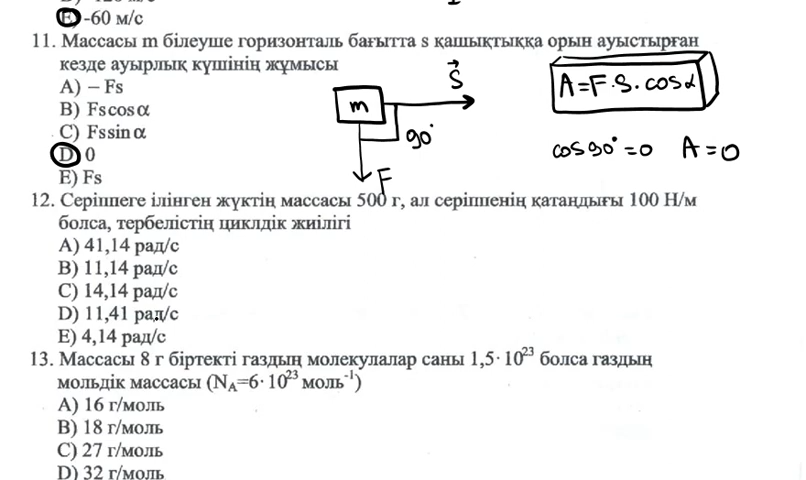 E) -60 м/с
11. Массасы m білеуше горизонталь бағытта s қашықтыққа орын ауыстырған
кезде ауырлық күшінің жұмысы
A) – Fs
B) Fscosα
C) Fssinα
D) 0
E) Fs
m
S
90°
F
A=F·S·cosα
cos90°=0 A=0
12. Серіппеге ілінген жүктің массасы 500 г, ал серіппенің қатаңдығы 100 Н/м
болса, тербелістің циклдік жиілігі
A) 41,14 рад/с
B) 11,14 рад/с
C) 14,14 рад/с
D) 11,41 рад/с
E) 4,14 рад/с
13. Массасы 8 г біртекті газдың молекулалар саны 1,5· 10²³ болса газдың
мольдік массасы (N_A=6· 10²³ моль⁻¹)
A) 16 г/моль
B) 18 г/моль
C) 27 г/моль
D) 32 г/моль